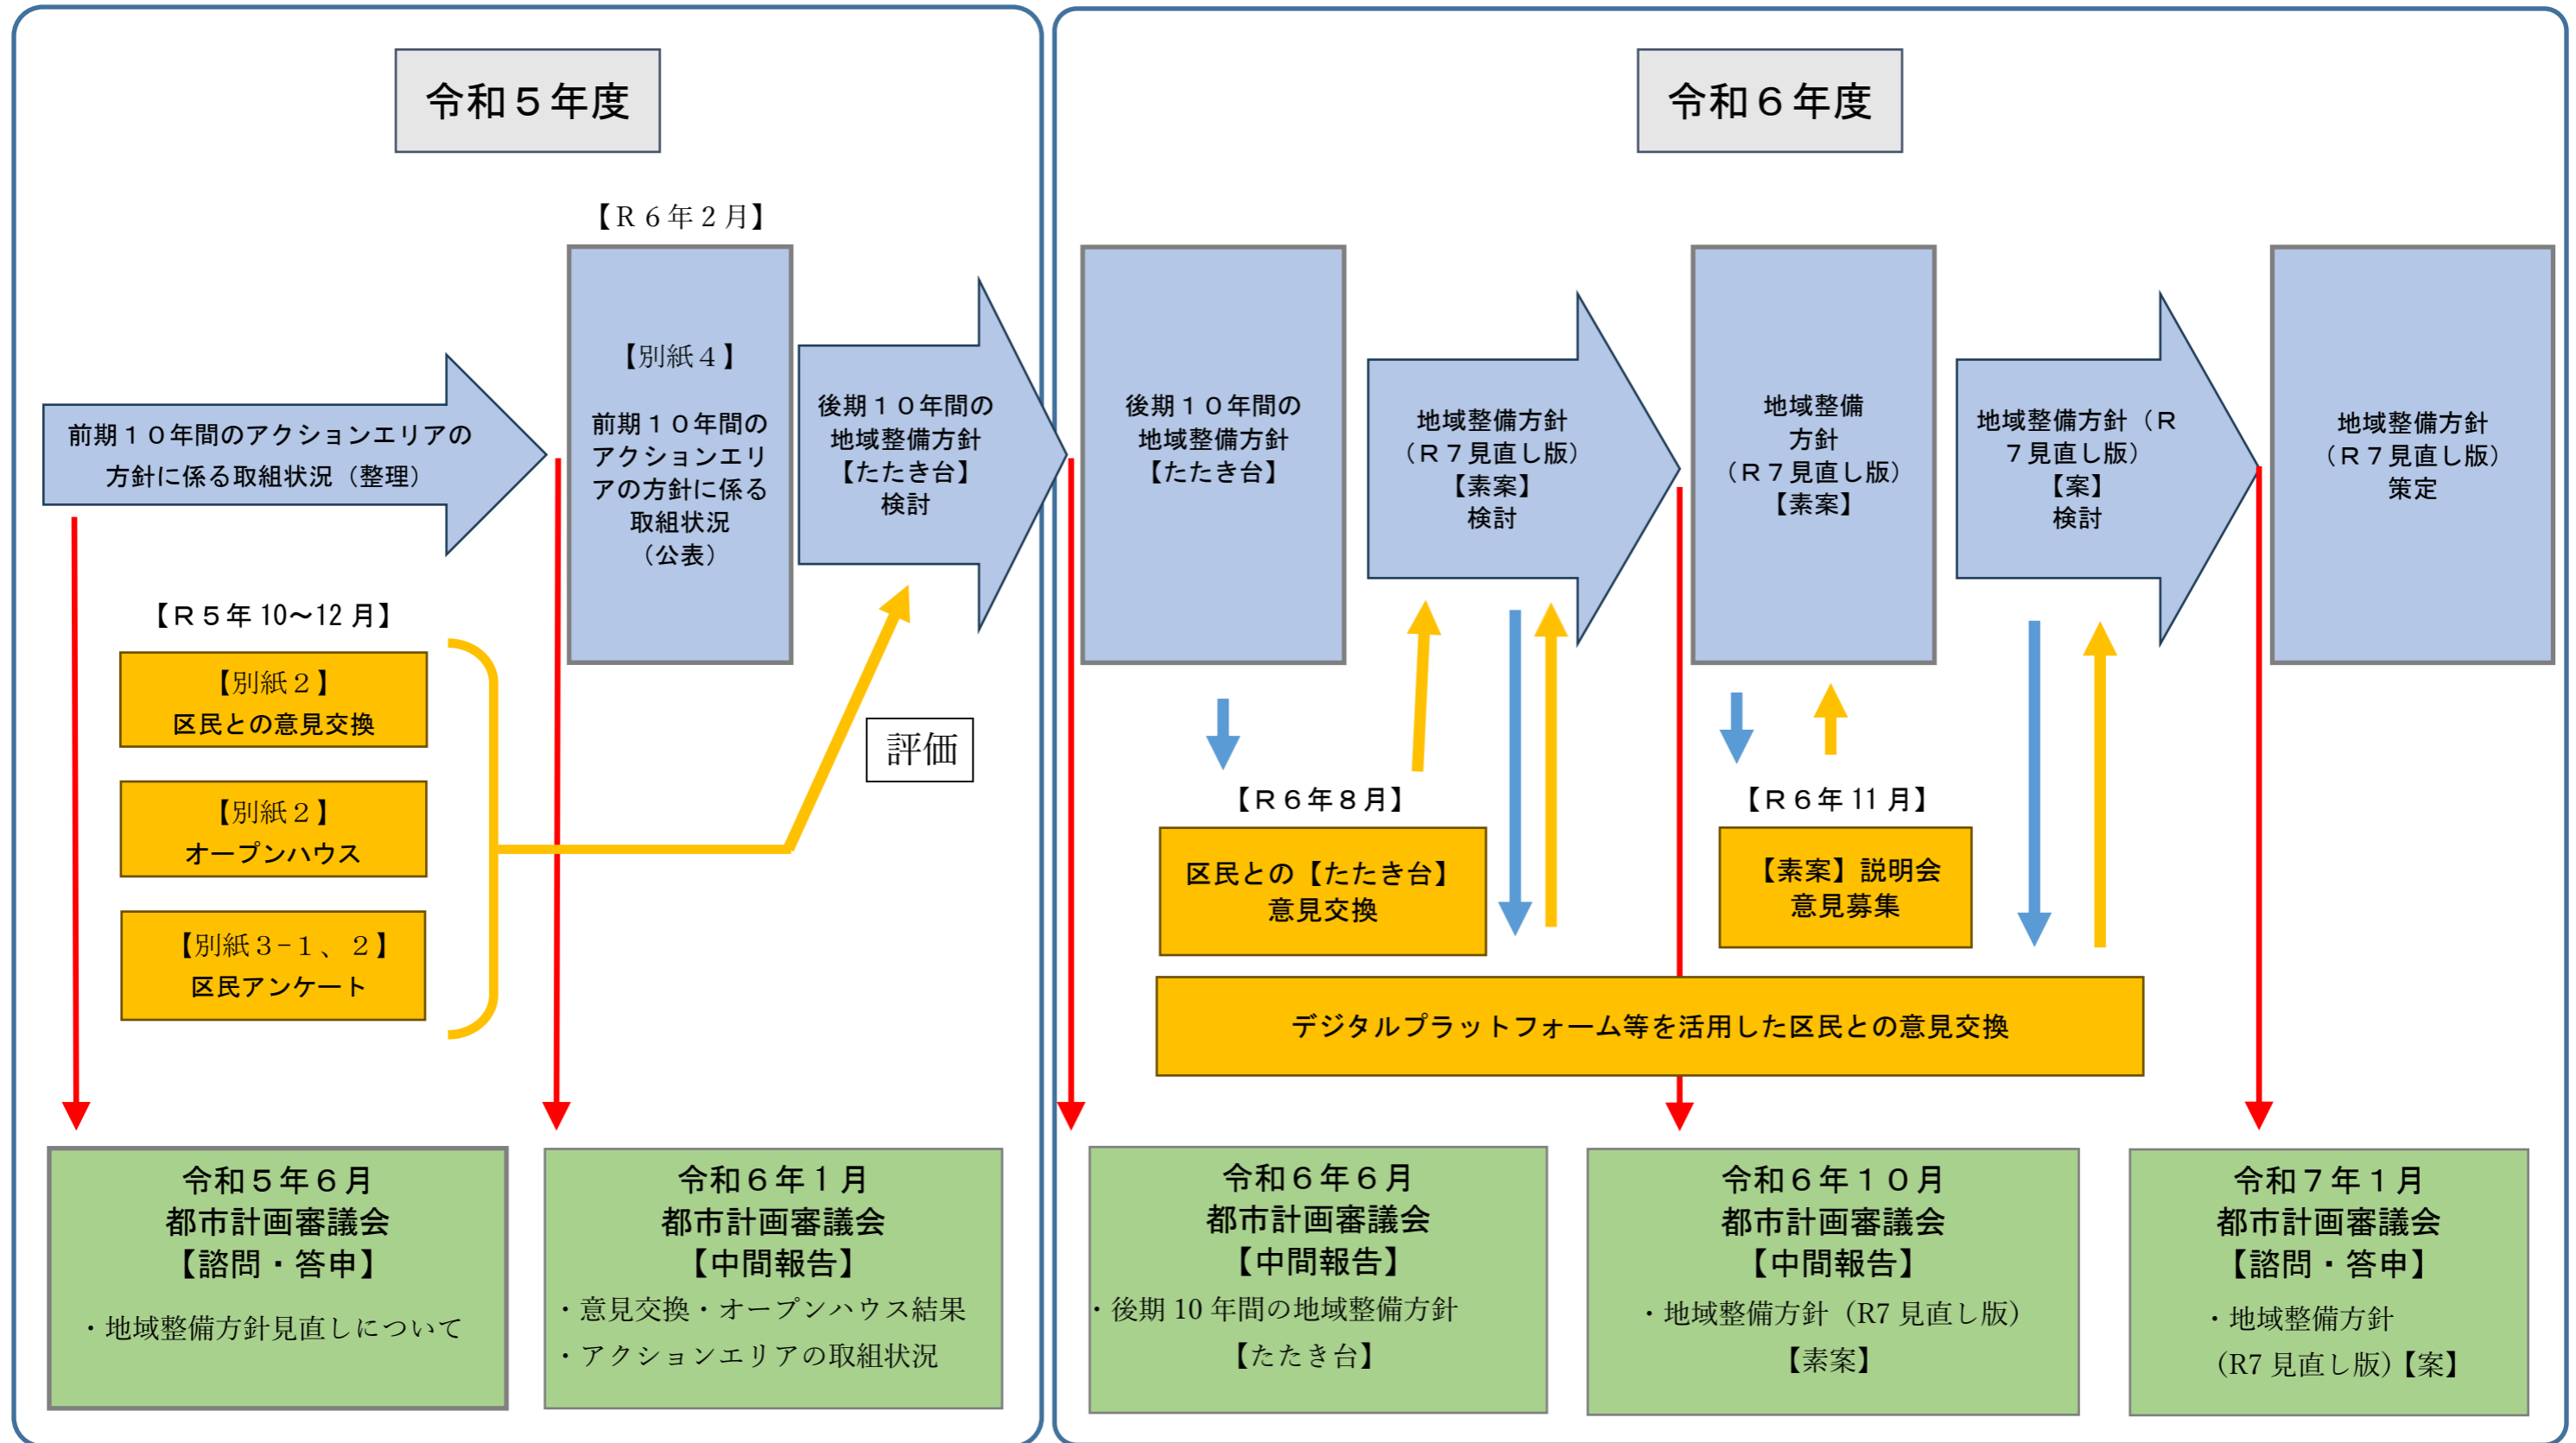 令和５年度
【Ｒ６年２月】
前期１０年間のアクションエリアの
方針に係る取組状況（整理）
【別紙４】
前期１０年間の
アクションエリ
アの方針に係る
取組状況
（公表）
後期１０年間の
地域整備方針
【たたき台】
検討
【Ｒ５年 10～12 月】
【別紙２】
区民との意見交換
【別紙２】
オープンハウス
【別紙３−１、２】
区民アンケート
評価
令和５年６月
都市計画審議会
【諮問・答申】
・地域整備方針見直しについて
令和６年１月
都市計画審議会
【中間報告】
・意見交換・オープンハウス結果
・アクションエリアの取組状況
令和６年度
後期１０年間の
地域整備方針
【たたき台】
地域整備方針
（Ｒ７見直し版）
【素案】
検討
地域整備
方針
（Ｒ７見直し版）
【素案】
地域整備方針（Ｒ
７見直し版）
【案】
検討
地域整備方針
（Ｒ７見直し版）
策定
【Ｒ６年８月】
区民との【たたき台】
意見交換
【Ｒ６年 11 月】
【素案】説明会
意見募集
デジタルプラットフォーム等を活用した区民との意見交換
令和６年６月
都市計画審議会
【中間報告】
・後期 10 年間の地域整備方針
【たたき台】
令和６年１０月
都市計画審議会
【中間報告】
・地域整備方針（R7 見直し版）
【素案】
令和７年１月
都市計画審議会
【諮問・答申】
・地域整備方針
（R7 見直し版）【案】